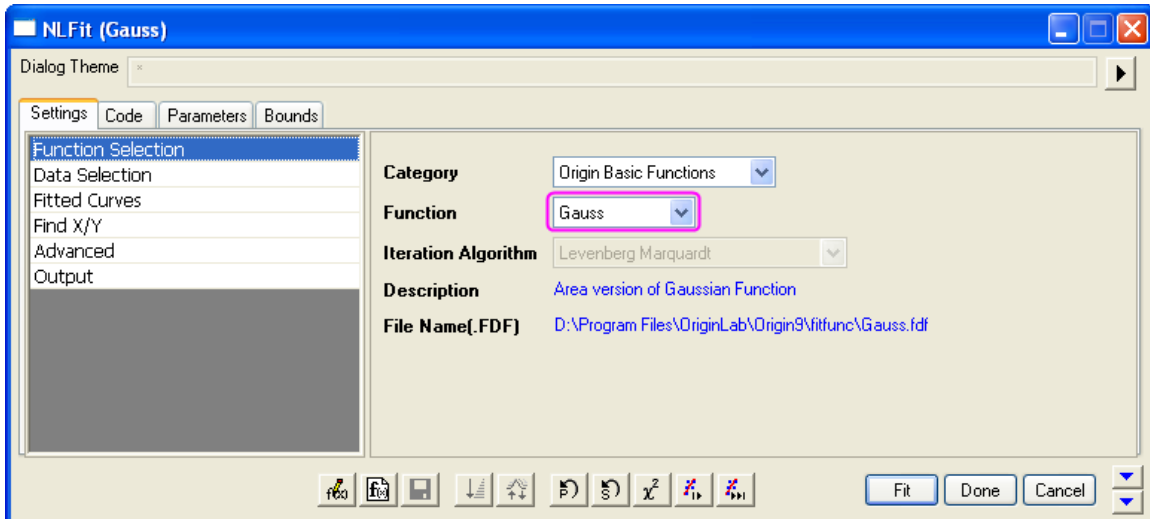 NLFit (Gauss)
Dialog Theme *
Settings Code Parameters Bounds
Function Selection
Data Selection
Fitted Curves
Find X/Y
Advanced
Output
Category Origin Basic Functions
Function Gauss
Iteration Algorithm Levenberg Marquardt
Description Area version of Gaussian Function
File Name(.FDF) D:\Program Files\OriginLab\Origin9\fitfunc\Gauss.fdf
Fit Done Cancel